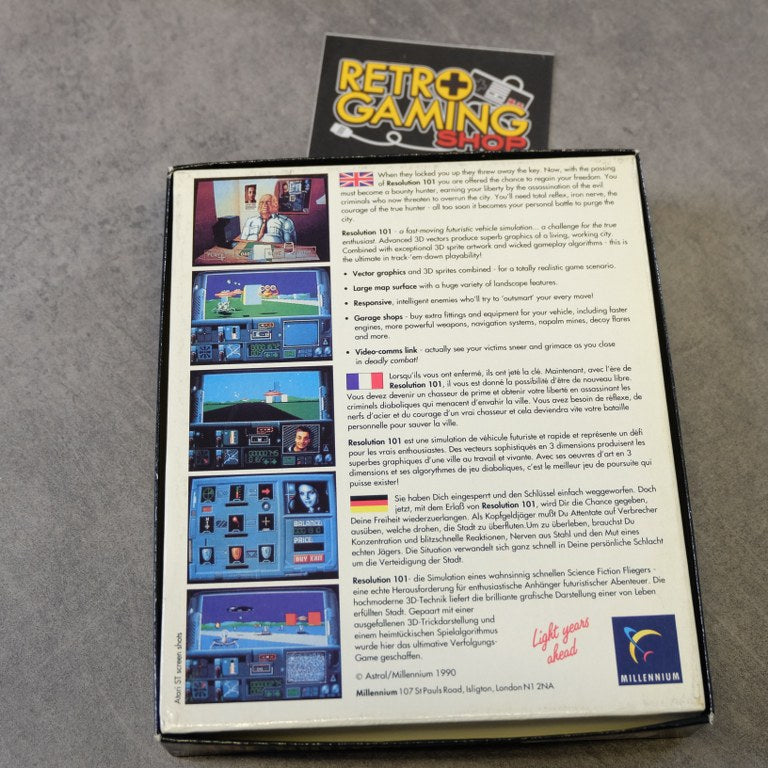 RETRO
GAMING
SHOP
When they locked you up they threw away the key. Now, with the passing
of Resolution 101 you are offered the chance to regain your freedom. You
must become a bounty hunter, earning your liberty by the assassination of the evil
criminals who now threaten to overrun the city. You'll need total reflex, iron nerve, the
courage of the true hunter - all too soon it becomes your personal battle to purge the
city.
Resolution 101 - a fast-moving futuristic vehicle simulation... a challenge for the true
enthusiast. Advanced 3D vectors produce superb graphics of a living, working city.
Combined with exceptional 3D sprite artwork and wicked gameplay algorithms - this is
the ultimate in track-'em-down playability!
• Vector graphics and 3D sprites combined - for a totally realistic game scenario.
• Large map surface with a huge variety of landscape features.
• Responsive, intelligent enemies who'll try to 'outsmart' your every move!
• Garage shops - buy extra fittings and equipment for your vehicle, including faster
engines, more powerful weapons, navigation systems, napalm mines, decoy flares
and more.
• Video-comms link - actually see your victims sneer and grimace as you close
in deadly combat!
Lorsqu'ils vous ont enfermé, ils ont jeté la clé. Maintenant, avec l'ère de
Resolution 101, il vous est donné la possibilité d'être de nouveau libre.
Vous devez devenir un chasseur de prime et obtenir votre liberté en assassinant les
criminels diaboliques qui menacent d'envahir la ville. Vous avez besoin de réflexe, de
nerfs d'acier et du courage d'un vrai chasseur et cela deviendra vite votre bataille
personnelle pour sauver la ville.
Resolution 101 est une simulation de véhicule futuriste et rapide et représente un défi
pour les vrais enthousiastes. Des vecteurs sophistiqués en 3 dimensions produisent les
superbes graphiques d'une ville au travail et vivante. Avec ses oeuvres d'art en 3
dimensions et ses algorythmes de jeu diaboliques, c'est le meilleur jeu de poursuite qui
puisse exister!
Sie haben Dich eingesperrt und den Schlüssel einfach weggeworfen. Doch
jetzt, mit dem Erlaß von Resolution 101, wird Dir die Chance gegeben,
Deine Freiheit wiederzuerlangen. Als Kopfgeldjäger mußt Du Attentate auf Verbrecher
ausüben, welche drohen, die Stadt zu überfluten.Um zu überleben, brauchst Du
Konzentration und blitzschnelle Reaktionen, Nerven aus Stahl und den Mut eines
echten Jägers. Die Situation verwandelt sich ganz schnell in Deine persönliche Schlacht
um die Verteidigung der Stadt.
Resolution 101- die Simulation eines wahnsinnig schnellen Science Fiction Fliegers -
eine echte Herausforderung für enthusiastische Anhänger futuristischer Abenteuer. Die
hochmoderne 3D-Technik liefert die brilliante grafische Darstellung einer von Leben
erfüllten Stadt. Gepaart mit einer
ausgefallenen 3D-Trickdarstellung und
einem heimtückischen Spielalgorithmus
wurde hier das ultimative Verfolgungs-
Game geschaffen.
© Astral/Millennium 1990
Millennium 107 St Pauls Road, Isligton, London N1 2NA
Light years
ahead
MILLENNIUM
BALANCE
PRICE
BUY EXIT
Atari ST screen shots